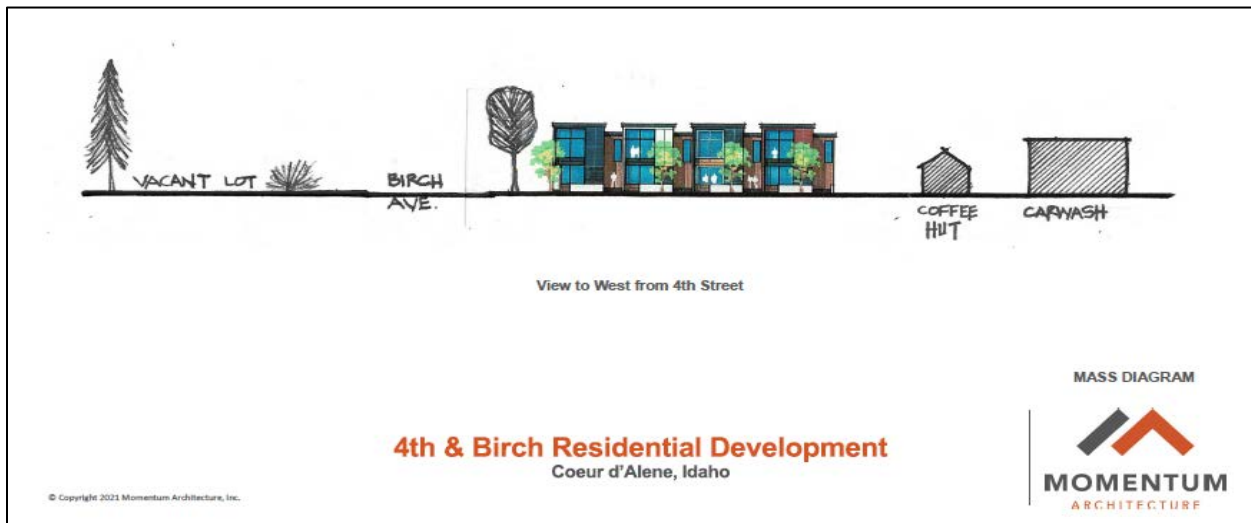 VACANT LOT
BIRCH
AVE.
COFFEE
HUT
CARWASH
View to West from 4th Street
MASS DIAGRAM
4th & Birch Residential Development
Coeur d'Alene, Idaho
MOMENTUM
ARCHITECTURE
© Copyright 2021 Momentum Architecture, Inc.